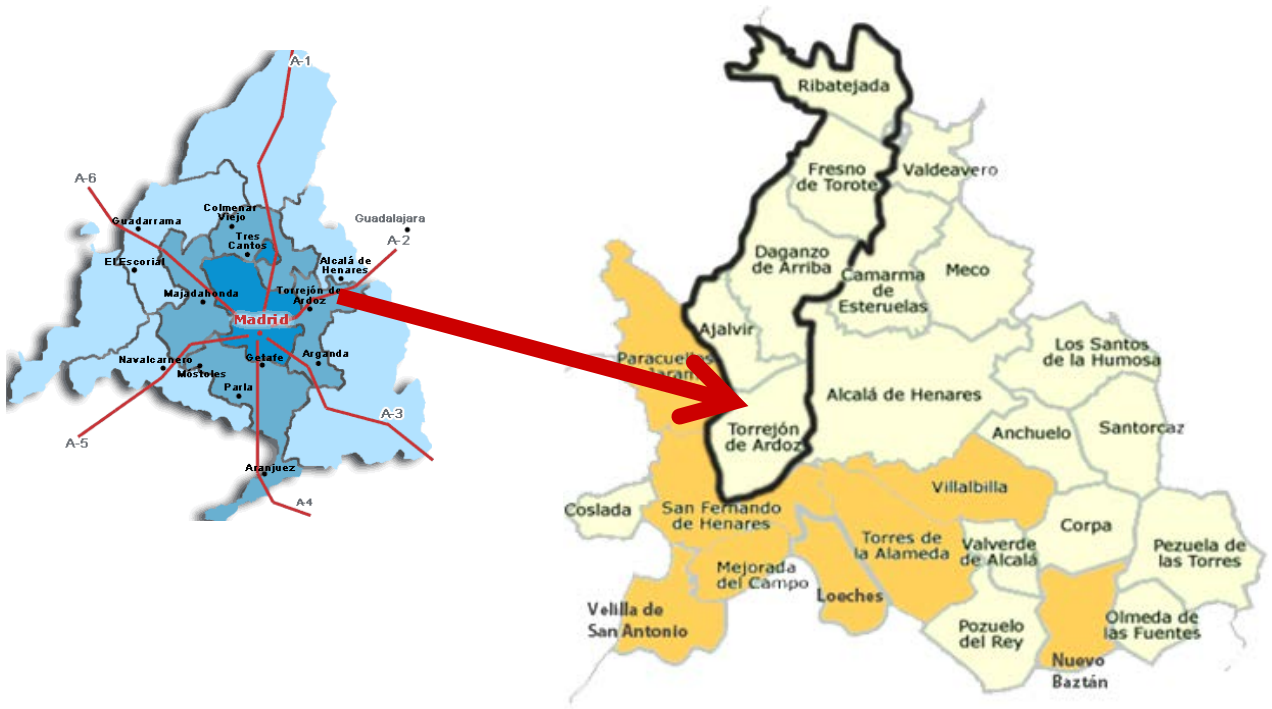 A-1
A-6
Colmenar
Viejo
Guadarrama
Guadalajara
Tres
Cantos
A-2
El Escorial
Alcalá de
Henares
Majadahonda
Torrejón de
Ardoz
Madrid
Navalcarnero
Getafe
Arganda
Móstoles
Parla
A-3
A-5
Aranjuez
A-4
Ribatejada
Fresno
de Torote
Valdeavero
Daganzo
de Arriba
Camarma
de
Esteruelas
Meco
Ajalvir
Los Santos
de la Humosa
Alcalá de Henares
Torrejón
de Ardoz
Anchuelo
Santorcaz
Villalbilla
Coslada
San Fernando
de Henares
Corpa
Torres de
la Alameda
Valverde
de Alcalá
Pezuela de
las Torres
Mejorada
del Campo
Loeches
Velilla de
San Antonio
Pozuelo
del Rey
Olmeda de
las Fuentes
Nuevo
Baztán